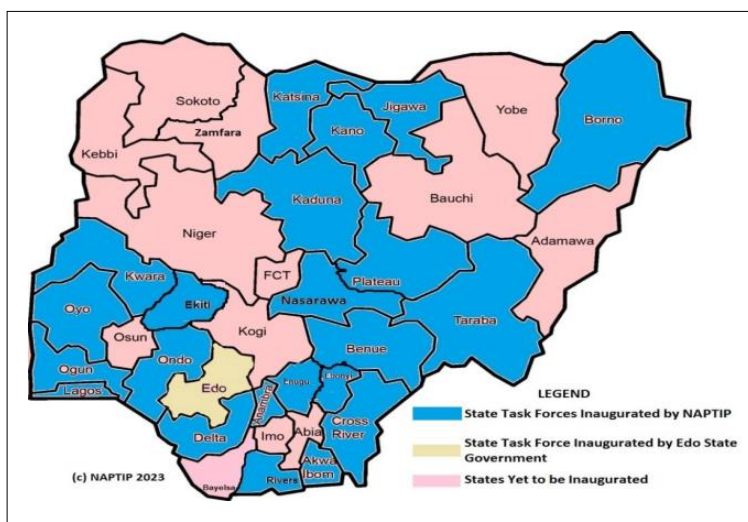 Sokoto
Katsina
Jigawa
Yobe
Borno
Zamfara
Kano
Kebbi
Kaduna
Bauchi
Niger
Adamawa
FCT
Plateau
Kwara
Nasarawa
Ekiti
Oyo
Taraba
Kogi
Osun
Benue
Ondo
Ogun
Edo
Enugu
Ebonyi
Lagos
Anambra
Delta
Imo
Abia
Cross
River
Akwa
Ibom
Rivers
Bayelsa
(c) NAPTIP 2023
LEGEND
State Task Forces Inaugurated by NAPTIP
State Task Force Inaugurated by Edo State
Government
States Yet to be Inaugurated